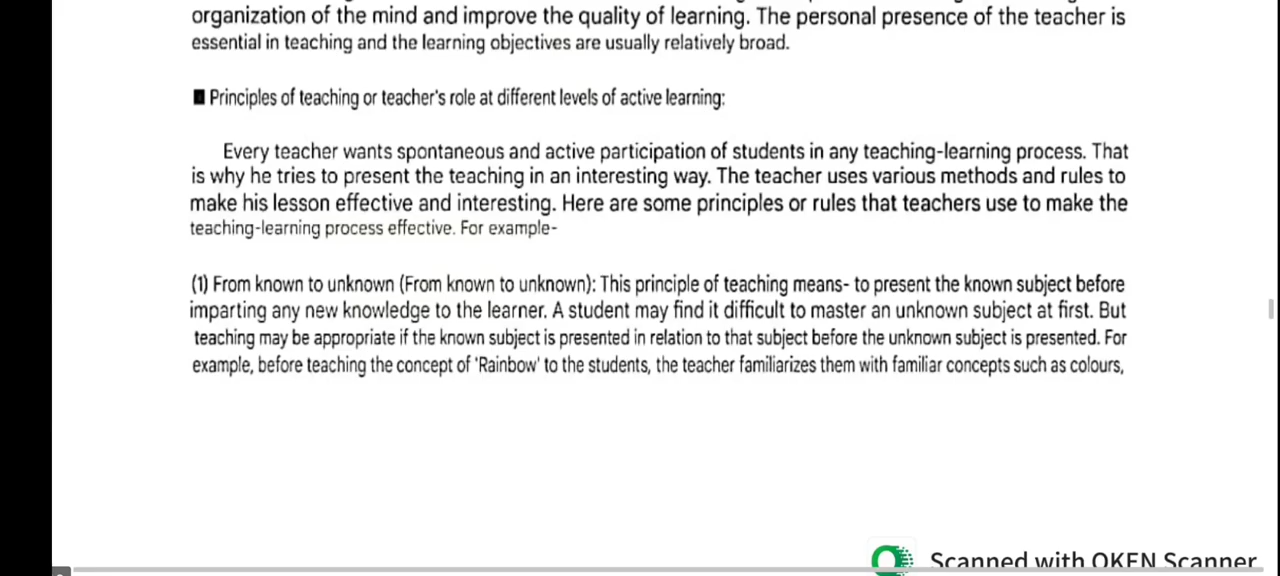 organization of the mind and improve the quality of learning. The personal presence of the teacher is
essential in teaching and the learning objectives are usually relatively broad.
Principles of teaching or teacher's role at different levels of active learning:
Every teacher wants spontaneous and active participation of students in any teaching-learning process. That
is why he tries to present the teaching in an interesting way. The teacher uses various methods and rules to
make his lesson effective and interesting. Here are some principles or rules that teachers use to make the
teaching-learning process effective. For example-
(1) From known to unknown (From known to unknown): This principle of teaching means- to present the known subject before
imparting any new knowledge to the learner. A student may find it difficult to master an unknown subject at first. But
teaching may be appropriate if the known subject is presented in relation to that subject before the unknown subject is presented. For
example, before teaching the concept of 'Rainbow' to the students, the teacher familiarizes them with familiar concepts such as colours,
Scanned with OKEN Scanner